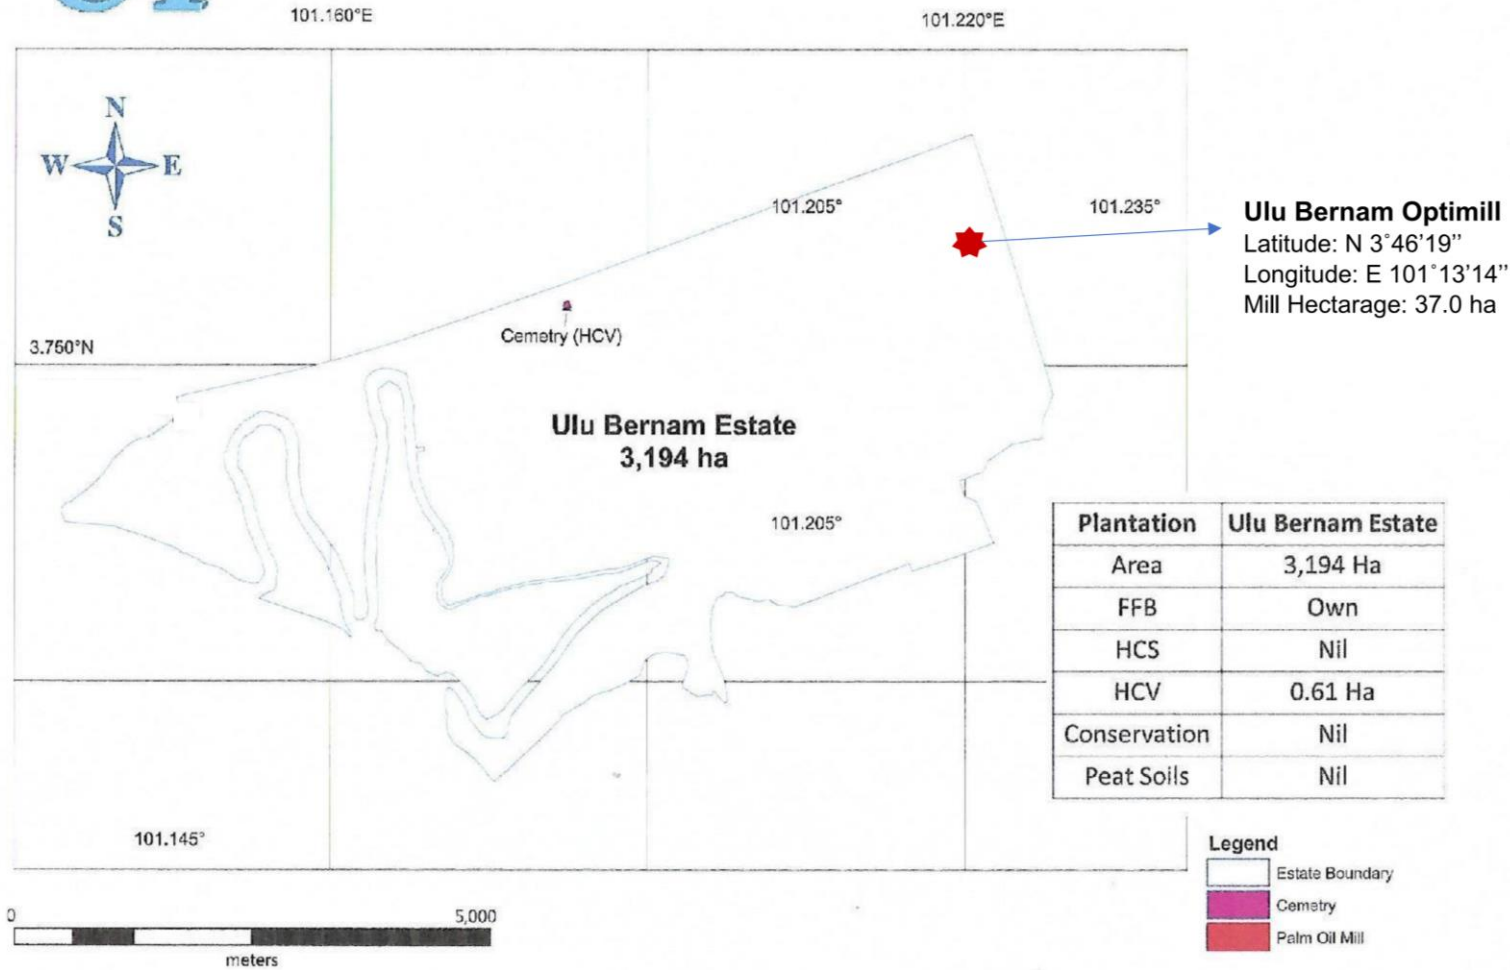 101.160°E
101.220°E
N
W
E
S
101.205°
101.235°
Ulu Bernam Optimill
Latitude: N 3˚46’19’’
Longitude: E 101˚13’14’’
Mill Hectarage: 37.0 ha
Cemetry (HCV)
3.750°N
Ulu Bernam Estate
3,194 ha
101.205°
Plantation Ulu Bernam Estate
Area 3,194 Ha
FFB Own
HCS Nil
HCV 0.61 Ha
Conservation Nil
Peat Soils Nil
101.145°
Legend
Estate Boundary
Cemetry
Palm Oil Mill
0 5,000
meters